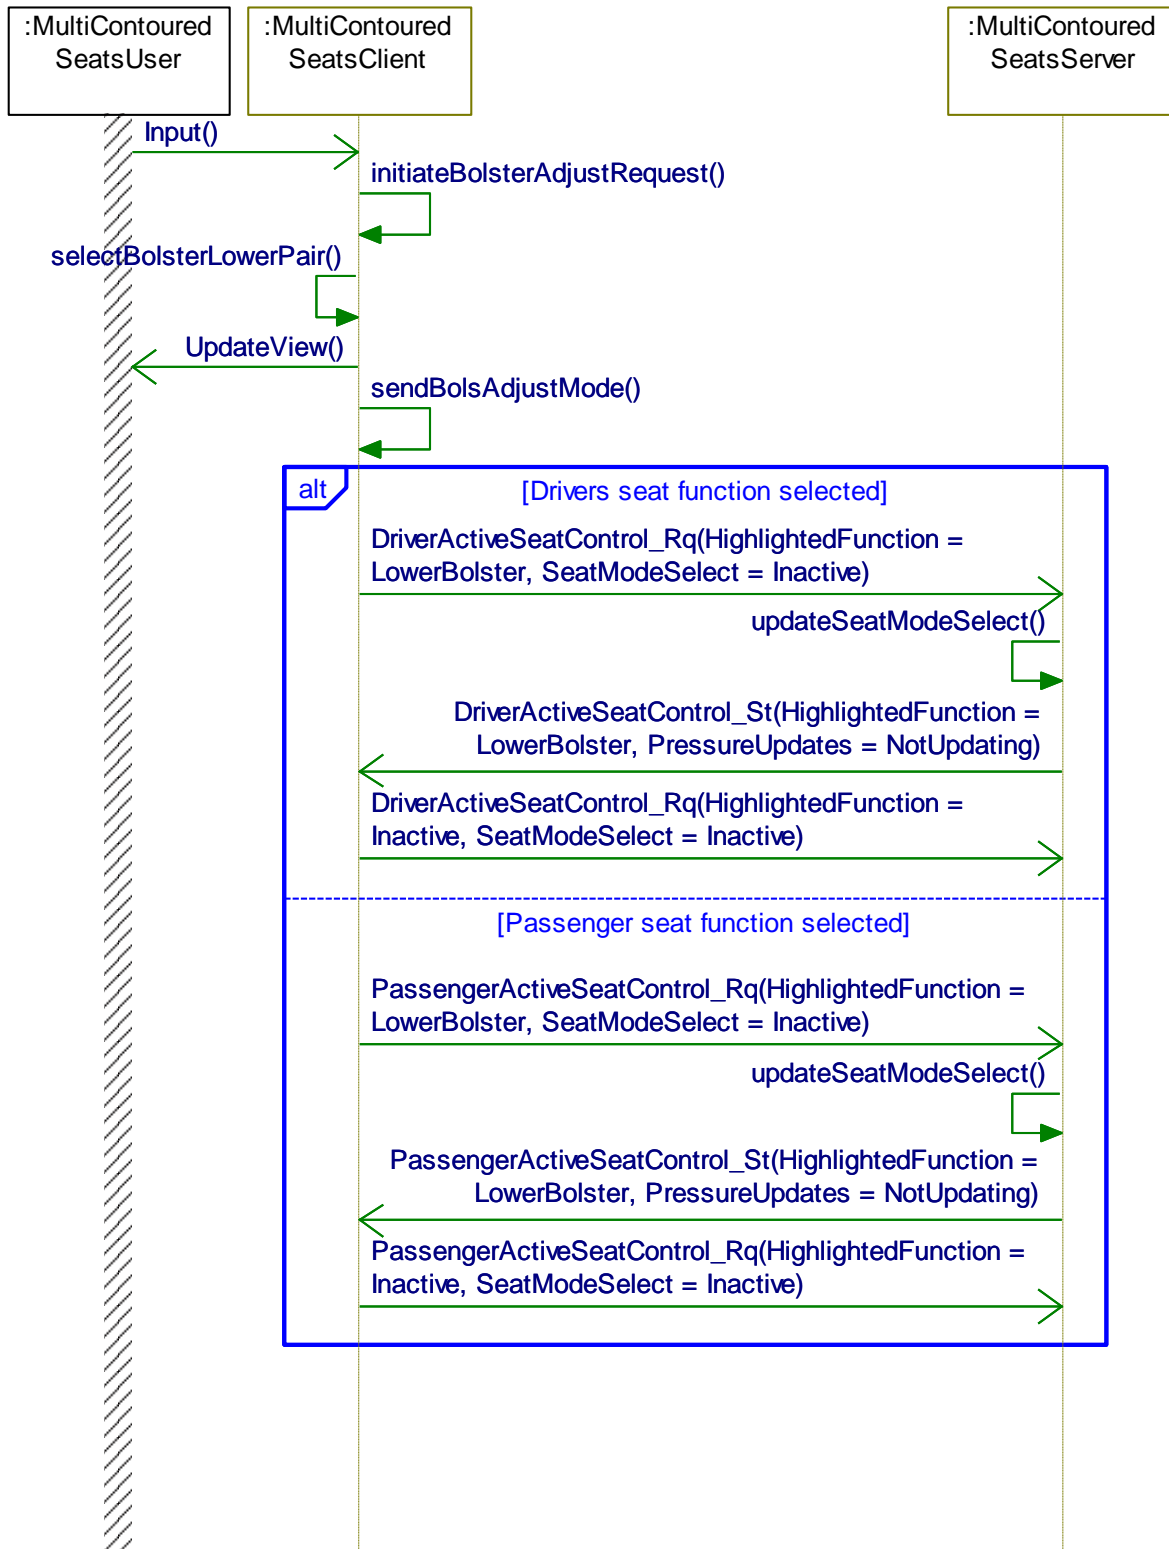 :MultiContoured
SeatsUser
:MultiContoured
SeatsClient
:MultiContoured
SeatsServer
Input()
initiateBolsterAdjustRequest()
selectBolsterLowerPair()
UpdateView()
sendBolsAdjustMode()
alt
[Drivers seat function selected]
DriverActiveSeatControl_Rq(HighlightedFunction =
LowerBolster, SeatModeSelect = Inactive)
updateSeatModeSelect()
DriverActiveSeatControl_St(HighlightedFunction =
LowerBolster, PressureUpdates = NotUpdating)
DriverActiveSeatControl_Rq(HighlightedFunction =
Inactive, SeatModeSelect = Inactive)
[Passenger seat function selected]
PassengerActiveSeatControl_Rq(HighlightedFunction =
LowerBolster, SeatModeSelect = Inactive)
updateSeatModeSelect()
PassengerActiveSeatControl_St(HighlightedFunction =
LowerBolster, PressureUpdates = NotUpdating)
PassengerActiveSeatControl_Rq(HighlightedFunction =
Inactive, SeatModeSelect = Inactive)